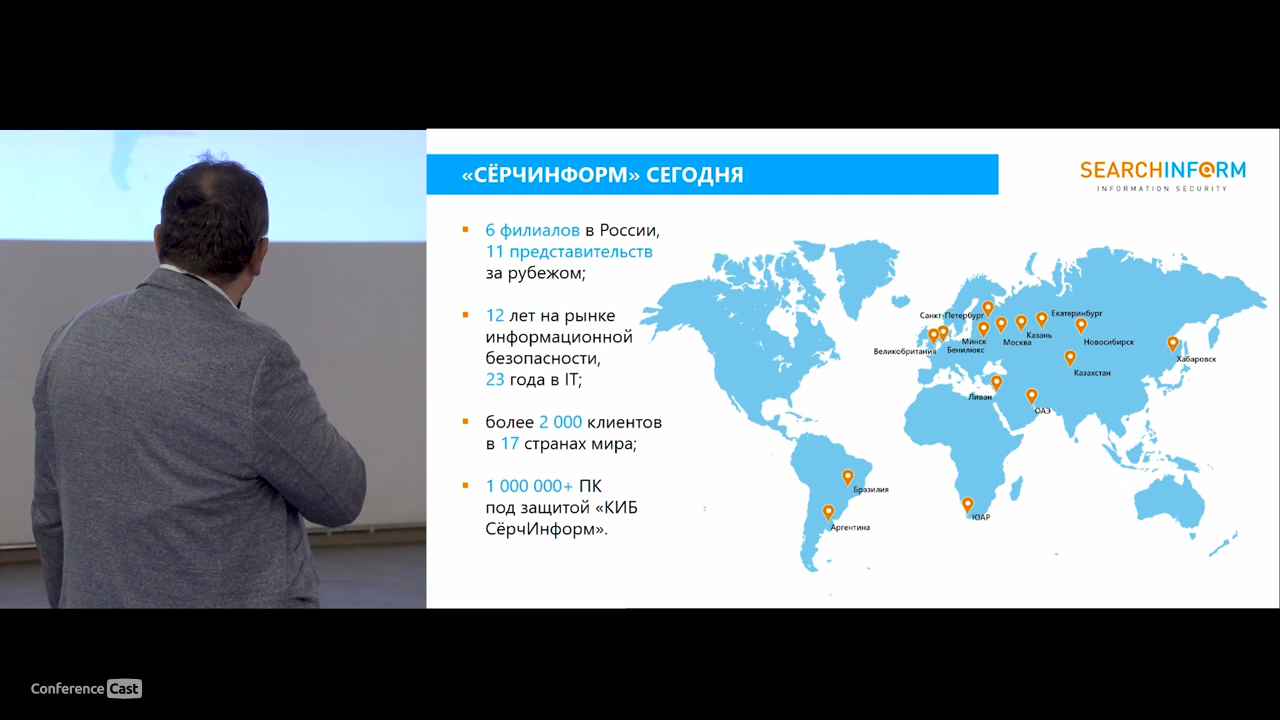 «СЁРЧИНФОРМ» СЕГОДНЯ
SEARCHINFORM
INFORMATION SECURITY
6 филиалов в России,
11 представительств
за рубежом;
12 лет на рынке
информационной
безопасности,
23 года в IT;
более 2 000 клиентов
в 17 странах мира;
1 000 000+ ПК
под защитой «КИБ
СёрчИнформ».
Санкт-Петербург
Екатеринбург
Казань
Минск
Москва
Новосибирск
Великобритания
Бенилюкс
Хабаровск
Казахстан
Ливан
ОАЭ
Бразилия
ЮАР
Аргентина
Conference Cast